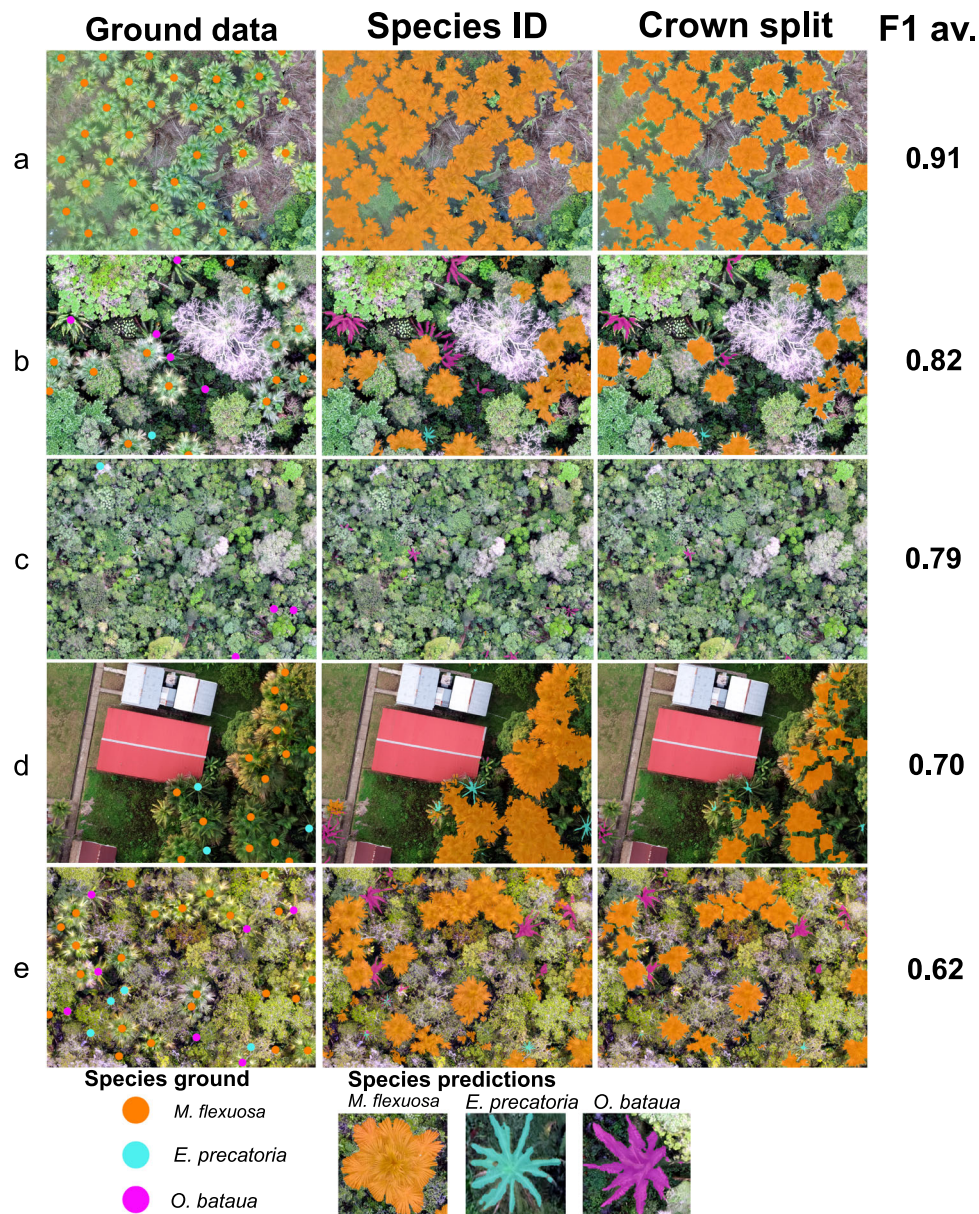 Ground data Species ID Crown split F1 av.
a 0.91
b 0.82
c 0.79
d 0.70
e 0.62
Species ground Species predictions
M. flexuosa E. precatoria O. bataua
M. flexuosa
E. precatoria
O. bataua